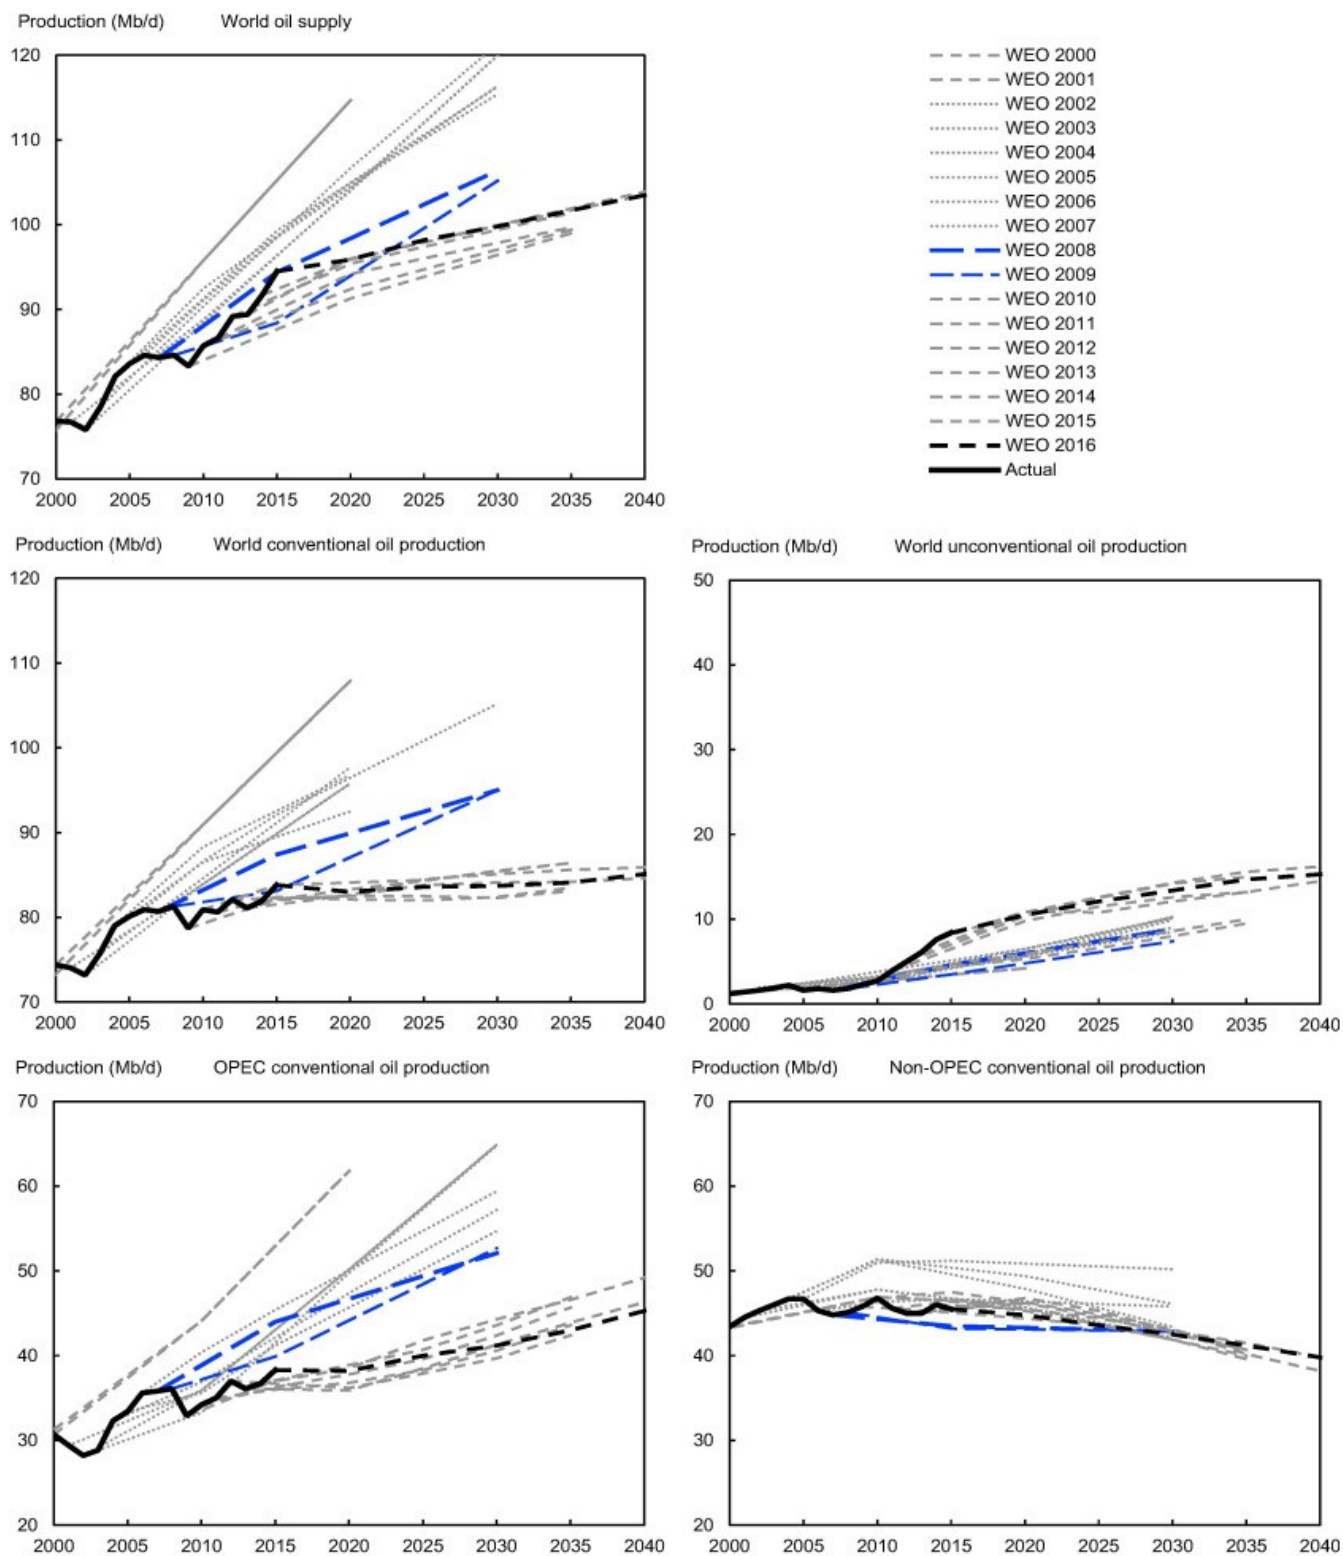 Production (Mb/d) World oil supply
120
110
100
90
80
70
2000 2005 2010 2015 2020 2025 2030 2035 2040
WEO 2000
WEO 2001
WEO 2002
WEO 2003
WEO 2004
WEO 2005
WEO 2006
WEO 2007
WEO 2008
WEO 2009
WEO 2010
WEO 2011
WEO 2012
WEO 2013
WEO 2014
WEO 2015
WEO 2016
Actual
Production (Mb/d) World conventional oil production
120
110
100
90
80
70
2000 2005 2010 2015 2020 2025 2030 2035 2040
Production (Mb/d) World unconventional oil production
50
40
30
20
10
0
2000 2005 2010 2015 2020 2025 2030 2035 2040
Production (Mb/d) OPEC conventional oil production
70
60
50
40
30
20
2000 2005 2010 2015 2020 2025 2030 2035 2040
Production (Mb/d) Non-OPEC conventional oil production
70
60
50
40
30
20
2000 2005 2010 2015 2020 2025 2030 2035 2040